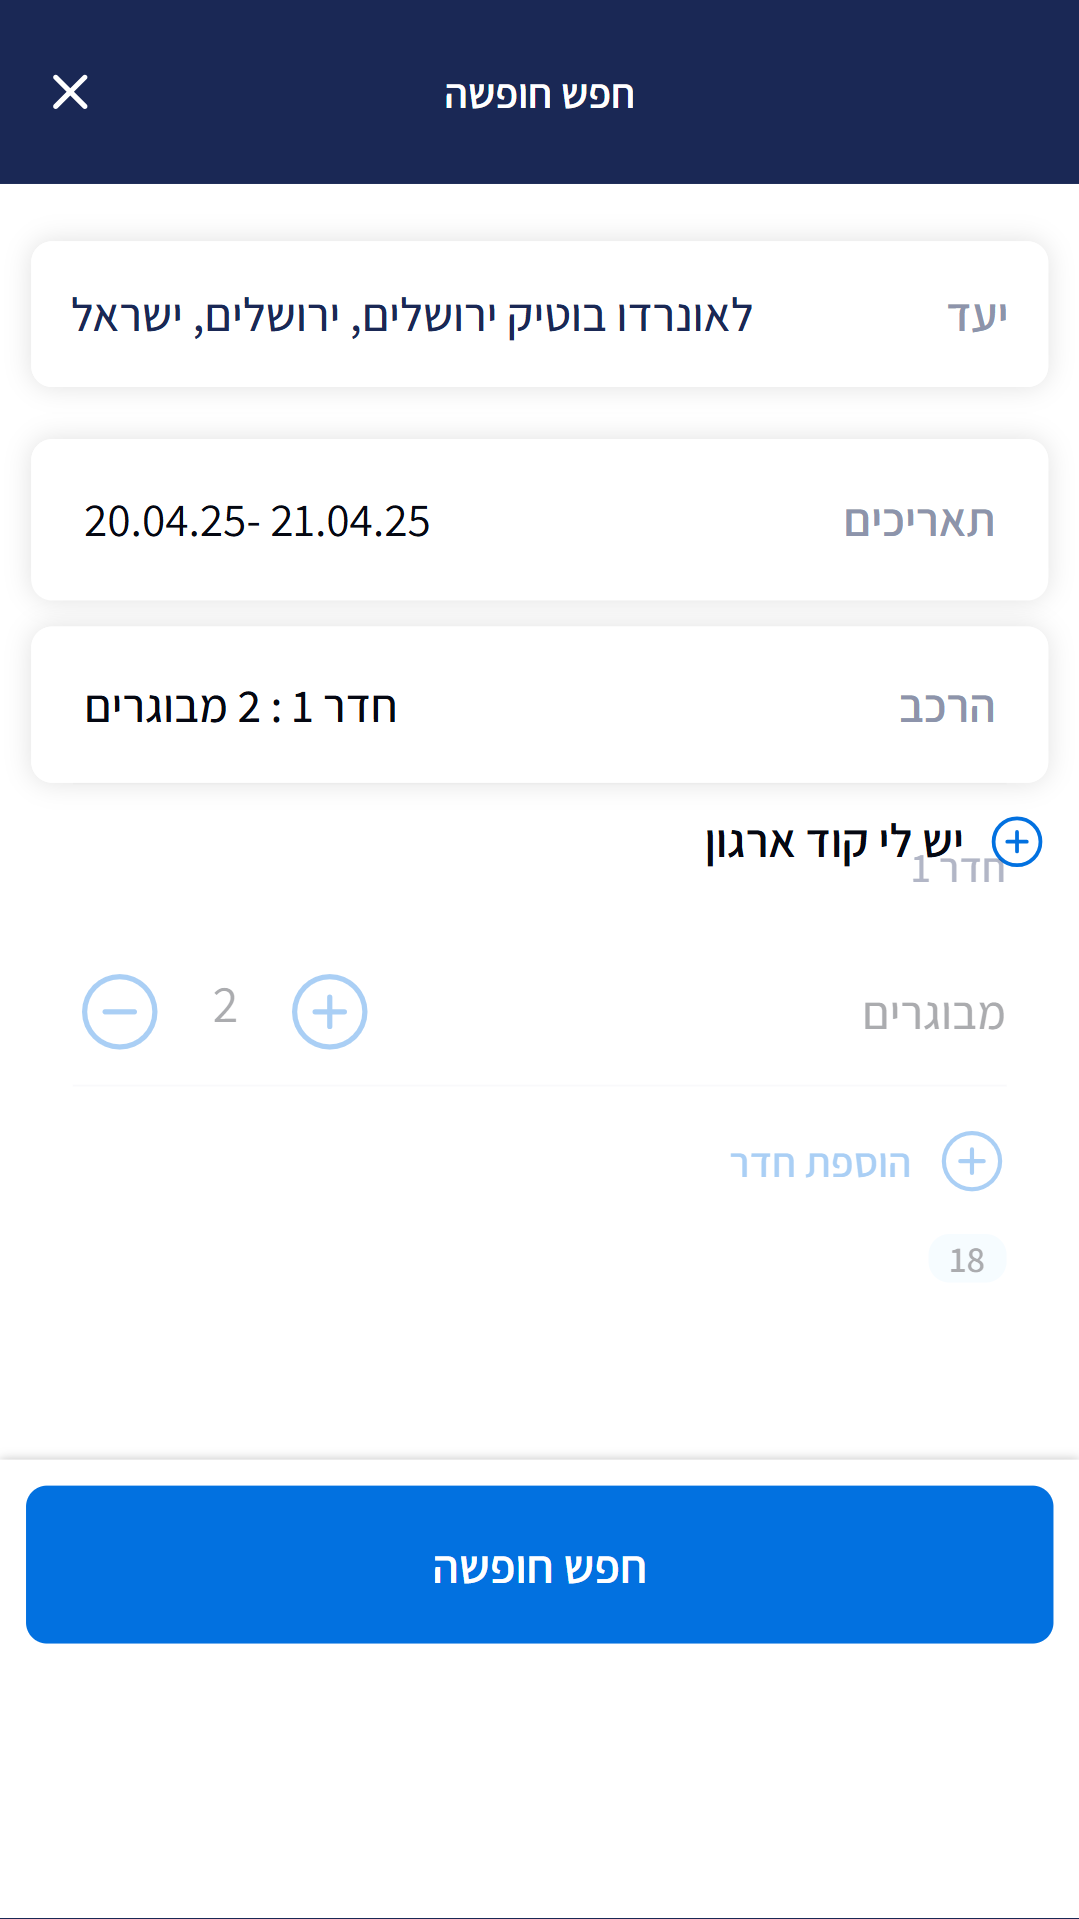 חפש חופשה
יעד
לאונרדו בוטיק ירושלים, ירושלים, ישראל
תאריכים
20.04.25- 21.04.25
הרכב
חדר 1 : 2 מבוגרים
יש לי קוד ארגון
חדר 1
מבוגרים
2
הוספת חדר
18
חפש חופשה